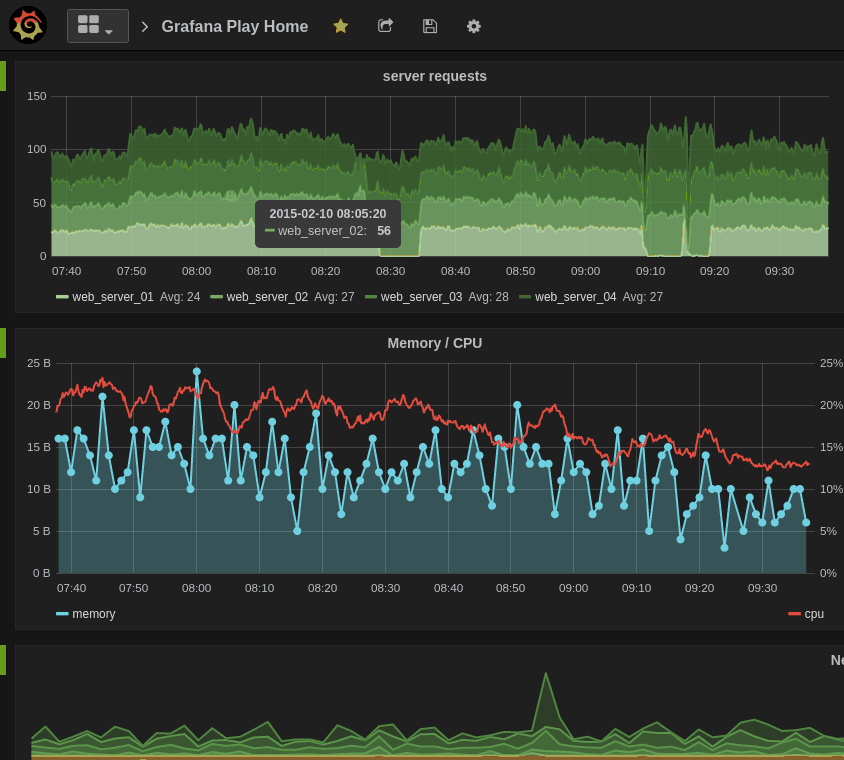 Grafana Play Home
server requests
150
100
50
0
2015-02-10 08:05:20
web_server_02: 56
07:40 07:50 08:00 08:10 08:20 08:30 08:40 08:50 09:00 09:10 09:20 09:30
web_server_01 Avg: 24 web_server_02 Avg: 27 web_server_03 Avg: 28 web_server_04 Avg: 27
Memory / CPU
25 B 25%
20 B 20%
15 B 15%
10 B 10%
5 B 5%
0 B 0%
07:40 07:50 08:00 08:10 08:20 08:30 08:40 08:50 09:00 09:10 09:20 09:30
memory cpu